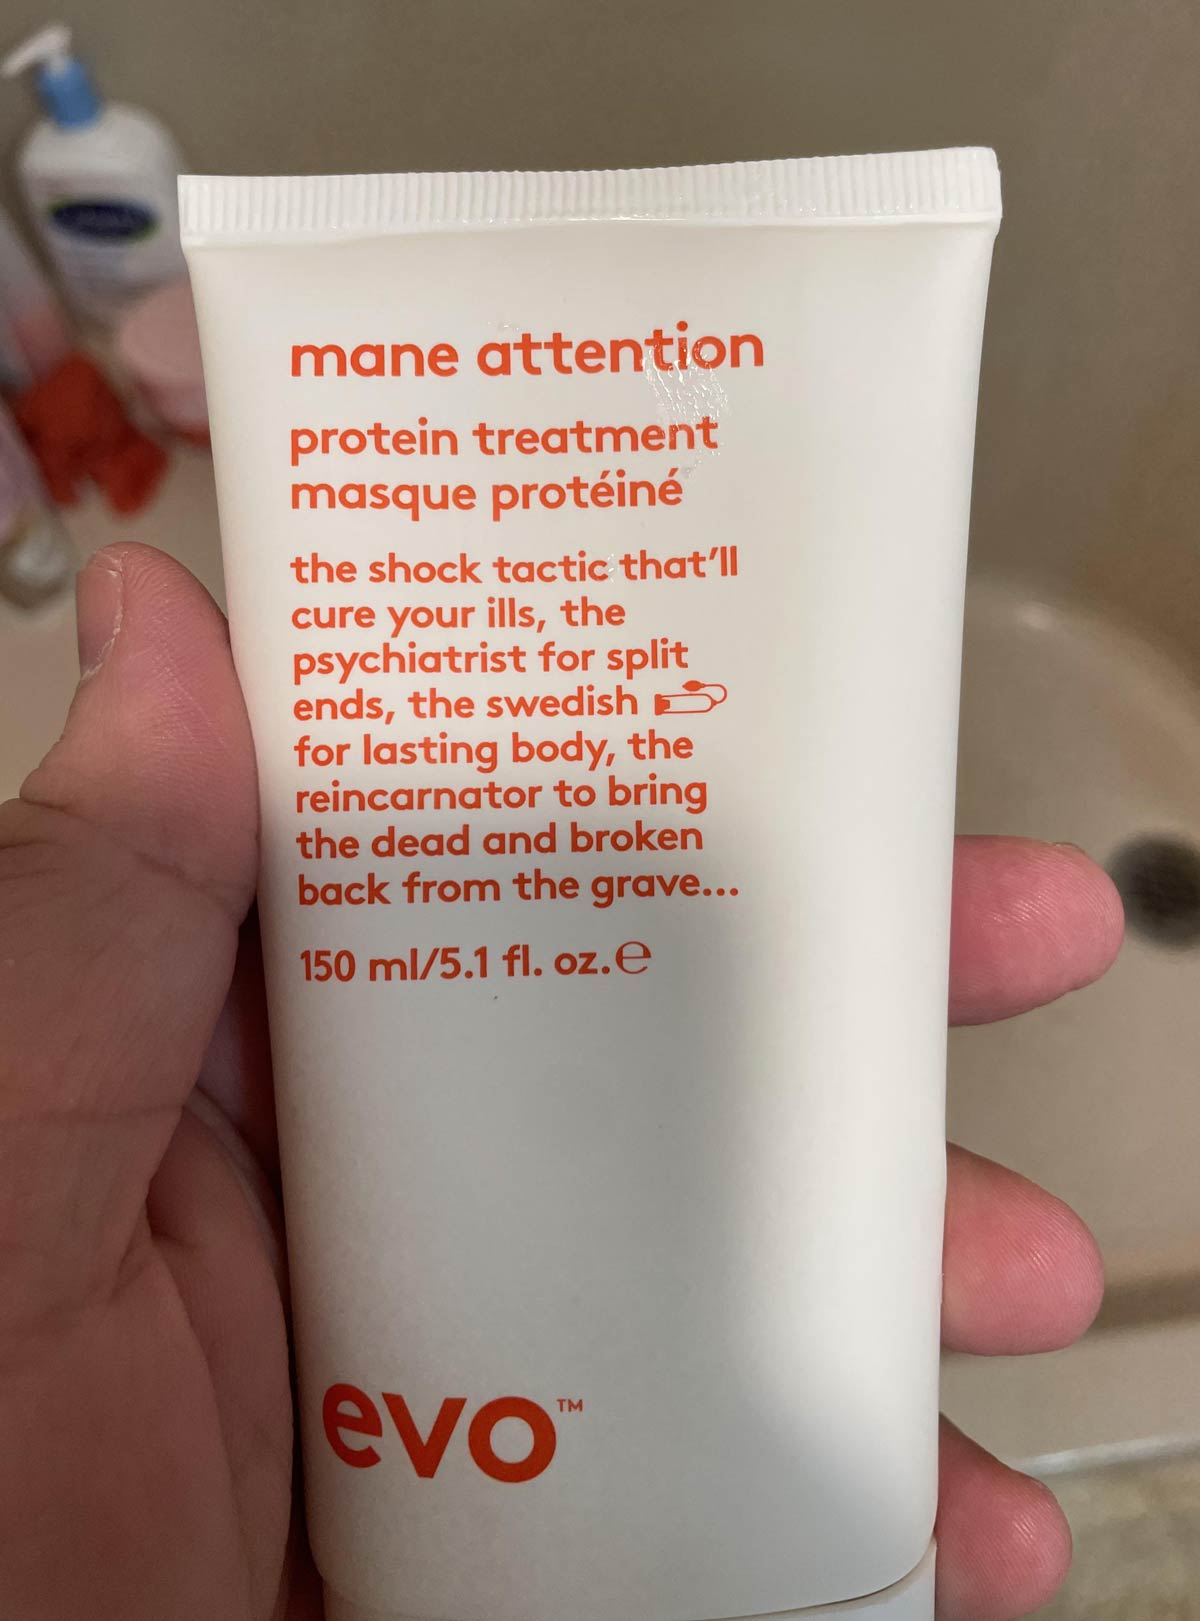 mane attention
protein treatment
masque protéiné
the shock tactic that'll
cure your ills, the
psychiatrist for split
ends, the swedish
for lasting body, the
reincarnator to bring
the dead and broken
back from the grave...
150 ml/5.1 fl. oz.℮
evo™